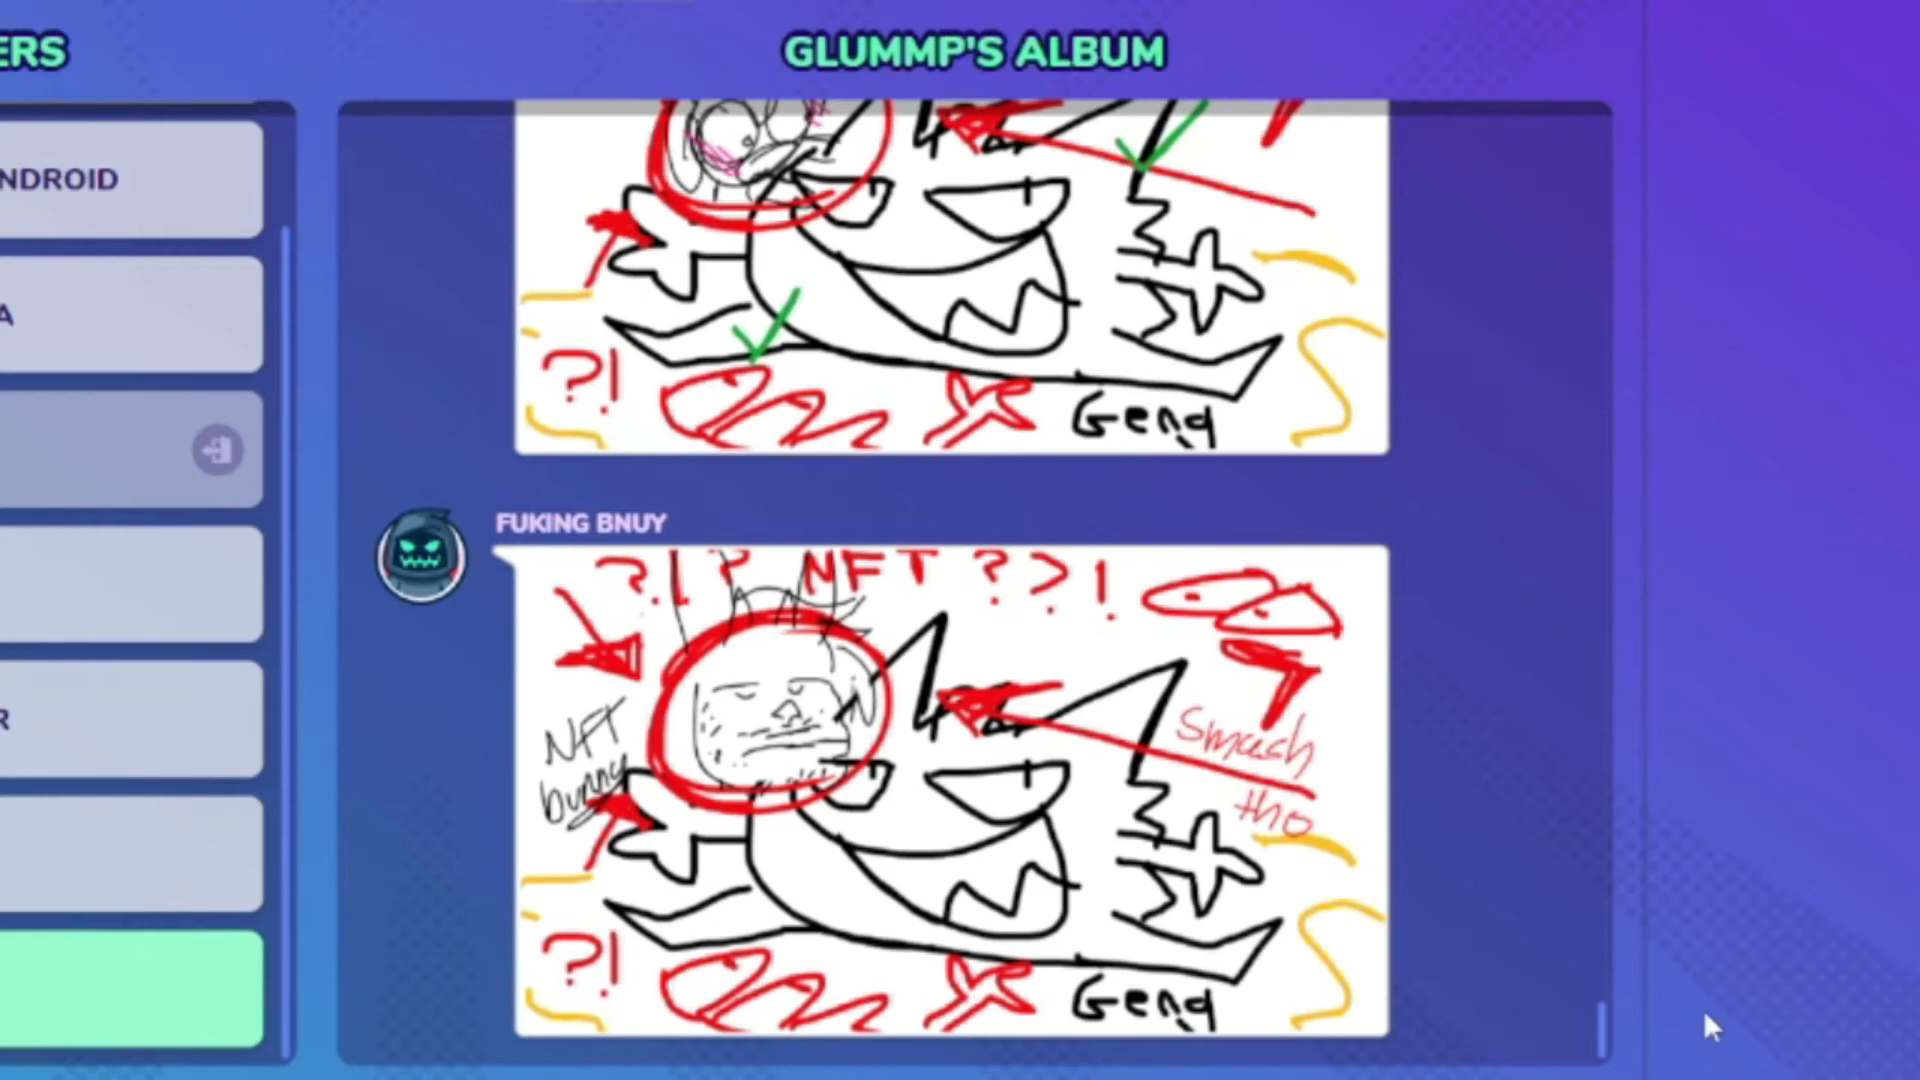 ERS
GLUMMP'S ALBUM
NDROID
A
?!
Geng
FUKING BNUY
?! ? NFT ??!
NFT
bunny
Smash
tho
R
?!
Geng